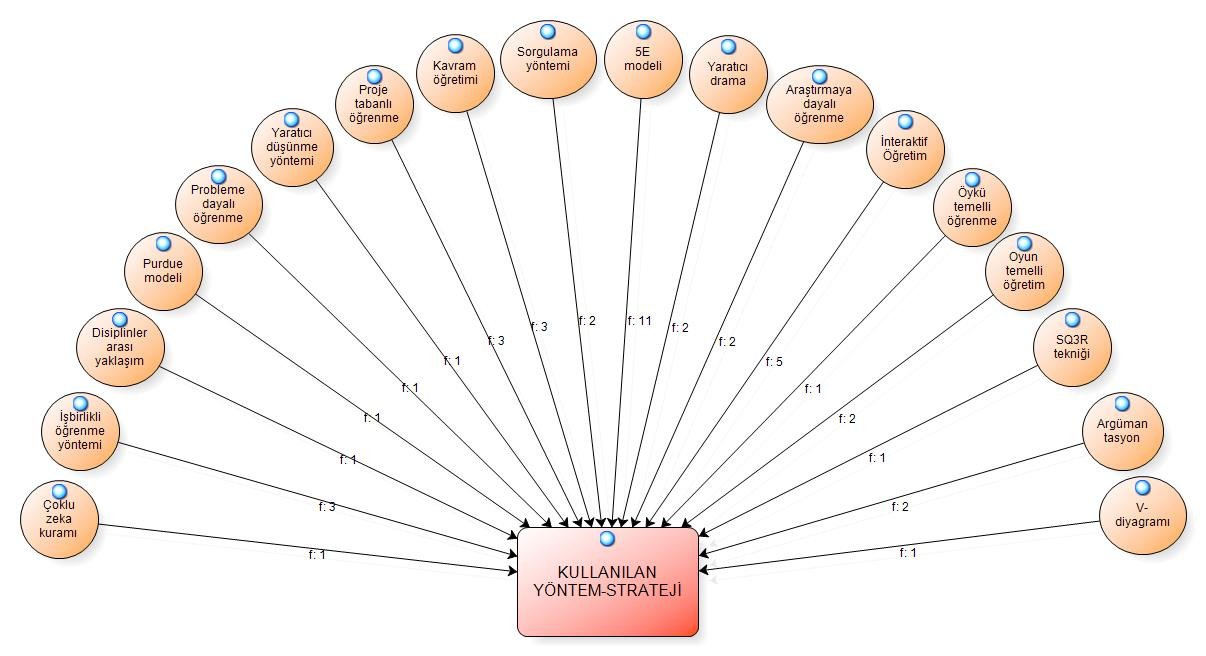 Sorgulama
yöntemi
5E
modeli
Kavram
öğretimi
Yaratıcı
drama
Proje
tabanlı
öğrenme
Araştırmaya
dayalı
öğrenme
Yaratıcı
düşünme
yöntemi
İnteraktif
Öğretim
Probleme
dayalı
öğrenme
Öykü
temelli
öğrenme
Purdue
modeli
Oyun
temelli
öğretim
Disiplinler
arası
yaklaşım
SQ3R
tekniği
İşbirlikli
öğrenme
yöntemi
Argüman
tasyon
Çoklu
zeka
kuramı
V-
diyagramı
f: 1
f: 3
f: 1
f: 1
f: 1
f: 1
f: 3
f: 3
f: 2
f: 11
f: 2
f: 2
f: 5
f: 1
f: 2
f: 1
f: 2
f: 1
KULLANILAN
YÖNTEM-STRATEJİ